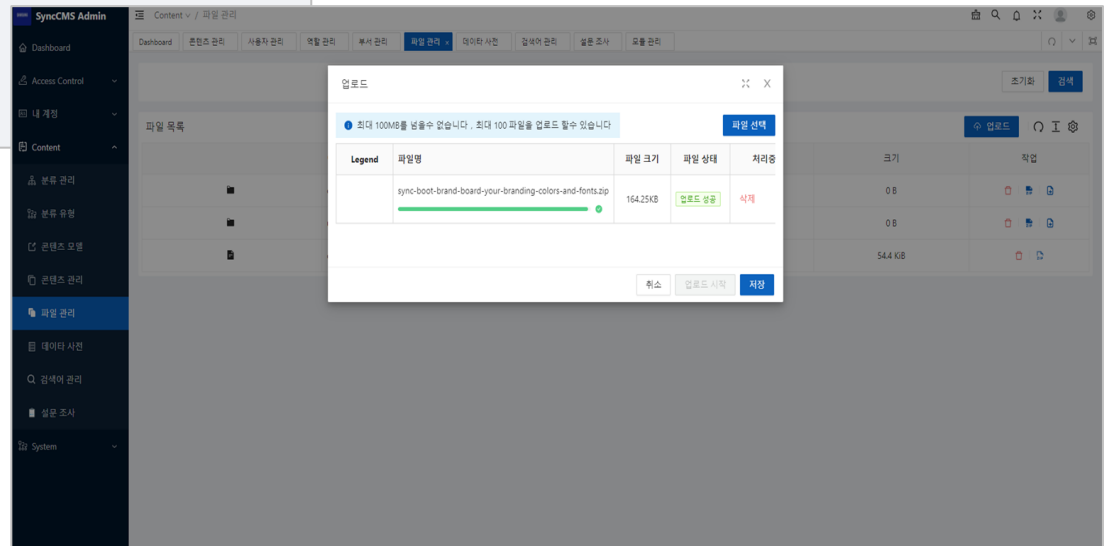 SyncCMS Admin
Content / 파일 관리
Dashboard
콘텐츠 관리
사용자 관리
역할 관리
부서 관리
파일 관리 x
데이타 사전
검색어 관리
설문 조사
모듈 관리
Dashboard
Access Control
내 계정
Content
분류 관리
분류 유형
콘텐츠 모델
콘텐츠 관리
파일 관리
데이타 사전
검색어 관리
설문 조사
System
초기화
검색
파일 목록
업로드
크기
작업
0 B
0 B
54.4 KiB
업로드
X
최대 100MB를 넘을수 없습니다 , 최대 100 파일을 업로드 할수 있습니다
파일 선택
Legend 파일명 파일 크기 파일 상태 처리중
sync-boot-brand-board-your-branding-colors-and-fonts.zip
164.25KB 업로드 성공 삭제
취소
업로드 시작
저장